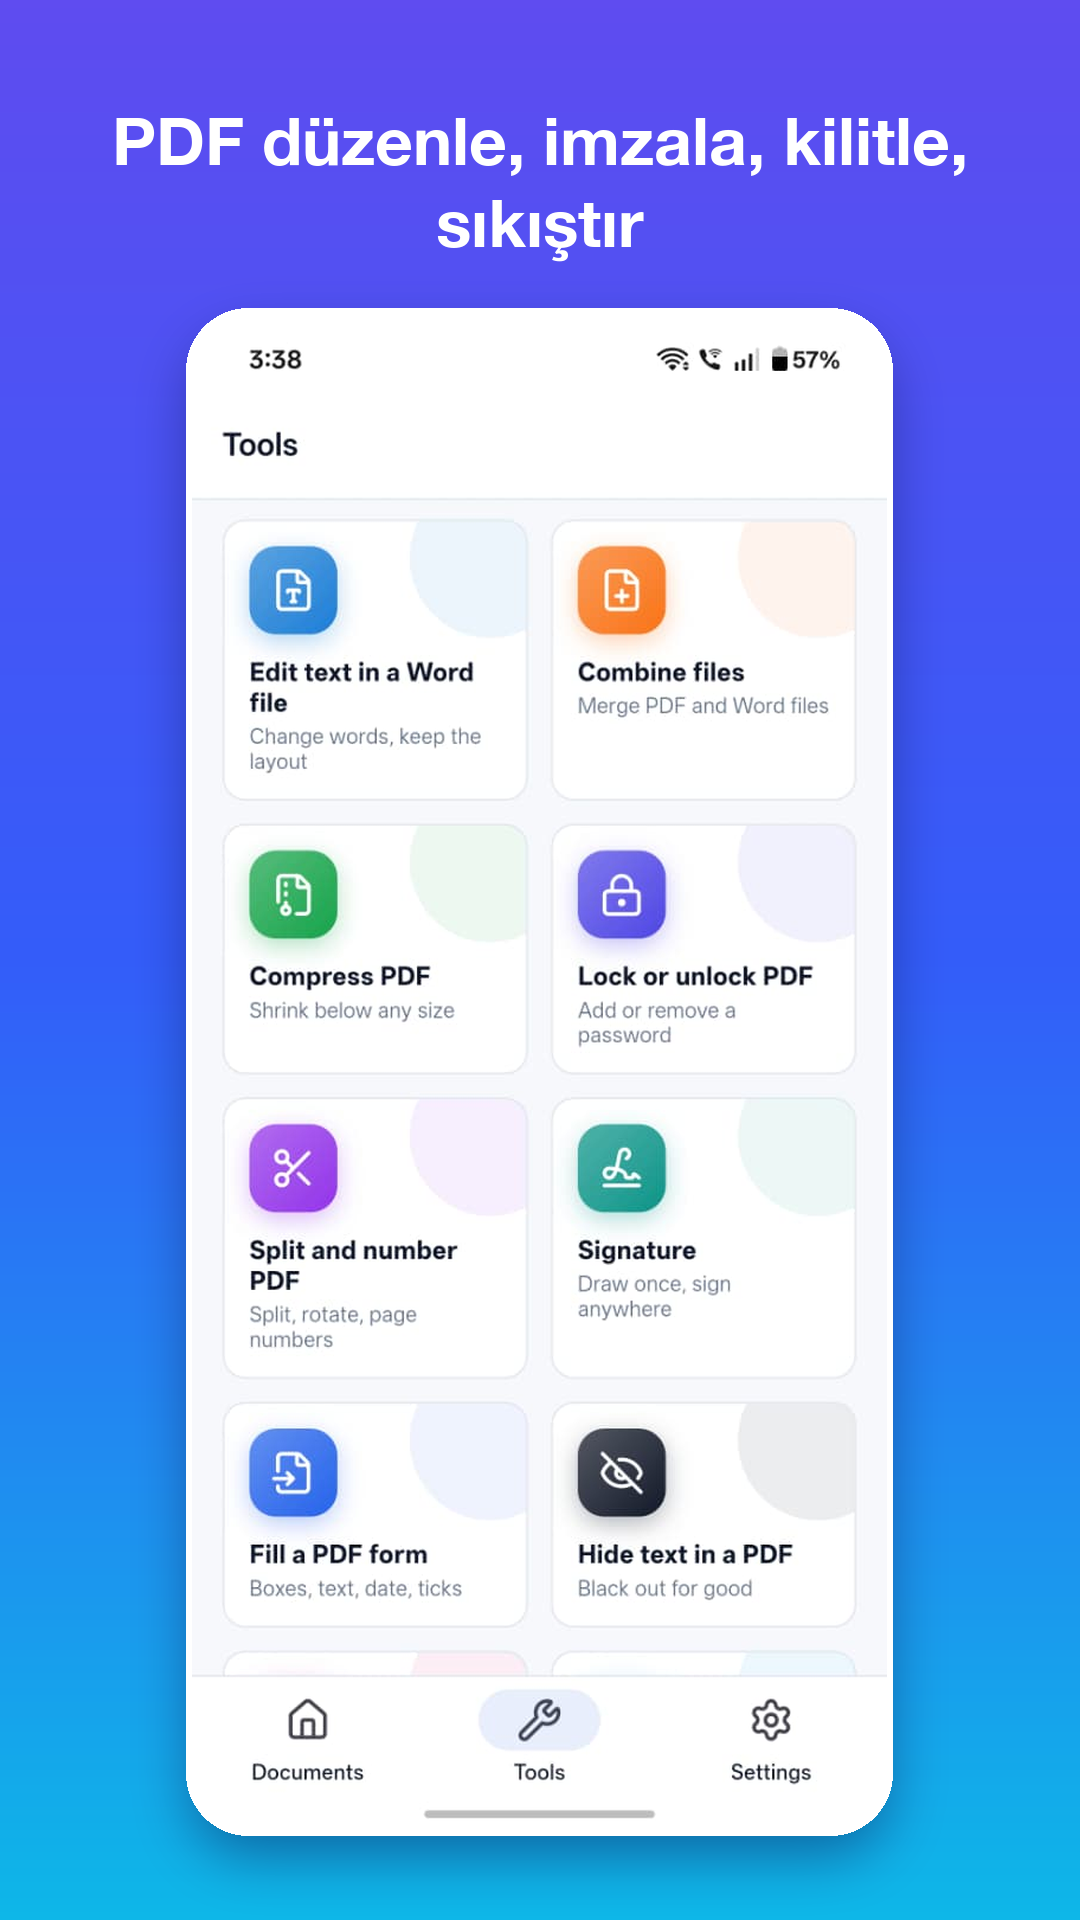 PDF düzenle, imzala, kilitle,
sıkıştır
3:38
57%
Tools
Edit text in a Word
file
Change words, keep the
layout
Combine files
Merge PDF and Word files
Compress PDF
Shrink below any size
Lock or unlock PDF
Add or remove a
password
Split and number
PDF
Split, rotate, page
numbers
Signature
Draw once, sign
anywhere
Fill a PDF form
Boxes, text, date, ticks
Hide text in a PDF
Black out for good
Documents
Tools
Settings